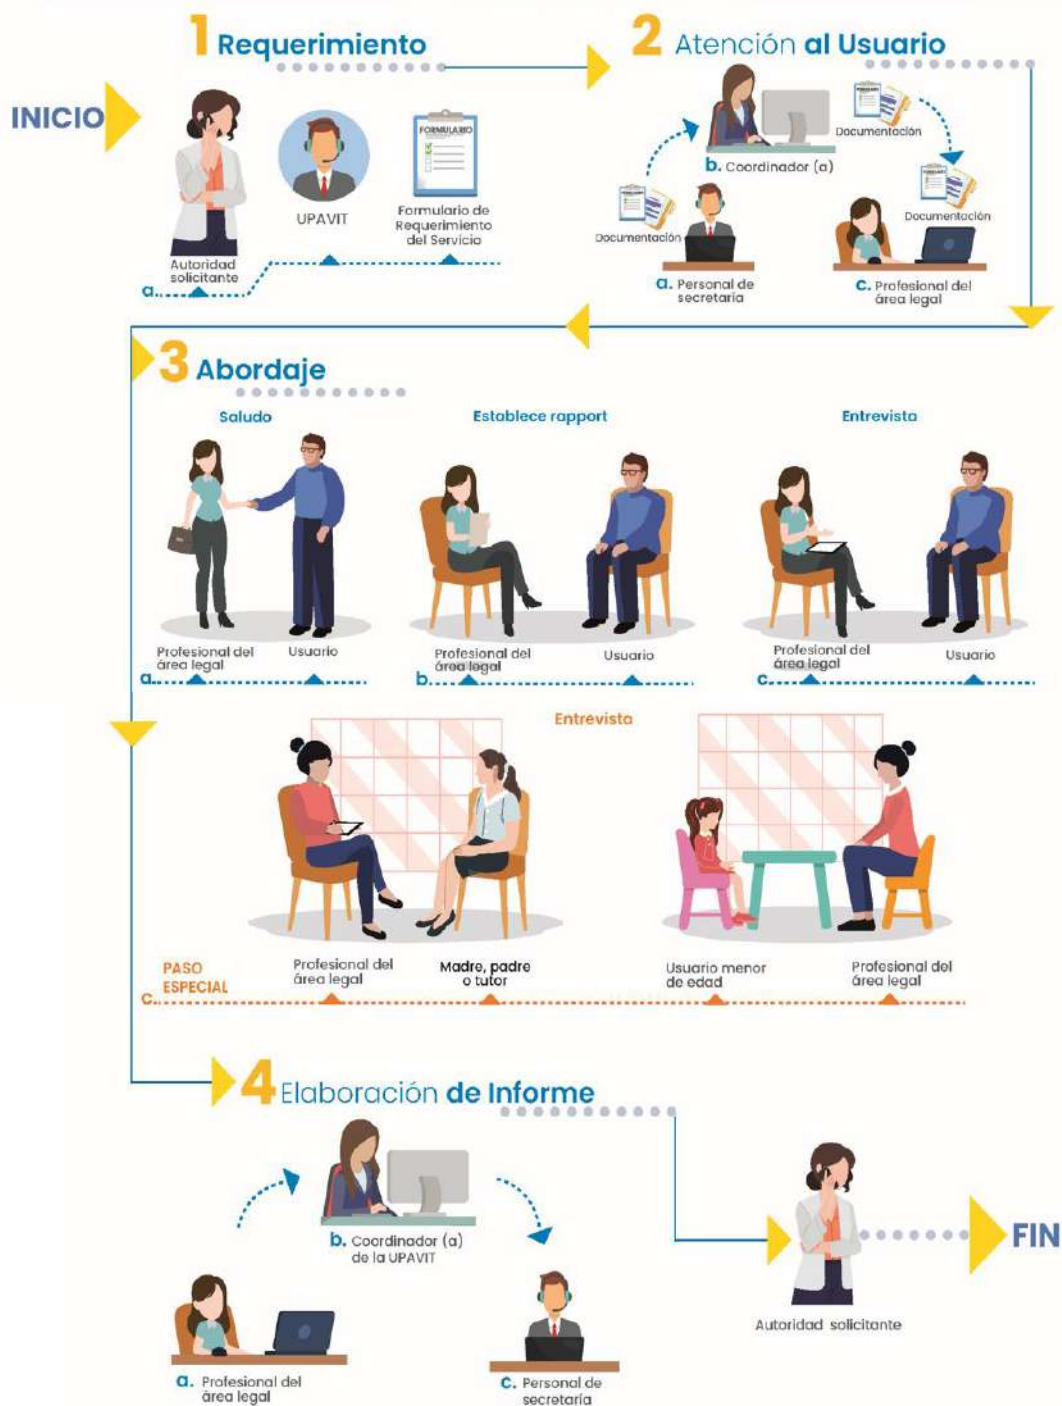 1 Requerimiento
INICIO
UPAVIT
FORMULARIO
Formulario de
Requerimiento
del Servicio
Autoridad
solicitante
a.
2 Atención al Usuario
Documentación
b. Coordinador (a)
Documentación
Documentación
a. Personal de
secretaría
c. Profesional del
área legal
3 Abordaje
Saludo
Establece rapport
Entrevista
Profesional del
área legal
Usuario
a.
Profesional del
área legal
Usuario
b.
Profesional del
área legal
Usuario
c.
Entrevista
PASO
ESPECIAL
c.
Profesional del
área legal
Madre, padre
o tutor
Usuario menor
de edad
Profesional del
área legal
4 Elaboración de Informe
b. Coordinador (a)
de la UPAVIT
a. Profesional del
área legal
c. Personal de
secretaría
Autoridad solicitante
FIN